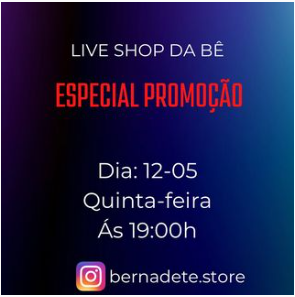 LIVE SHOP DA BÊ
ESPECIAL PROMOÇÃO
Dia: 12-05
Quinta-feira
Ás 19:00h
bernadete.store